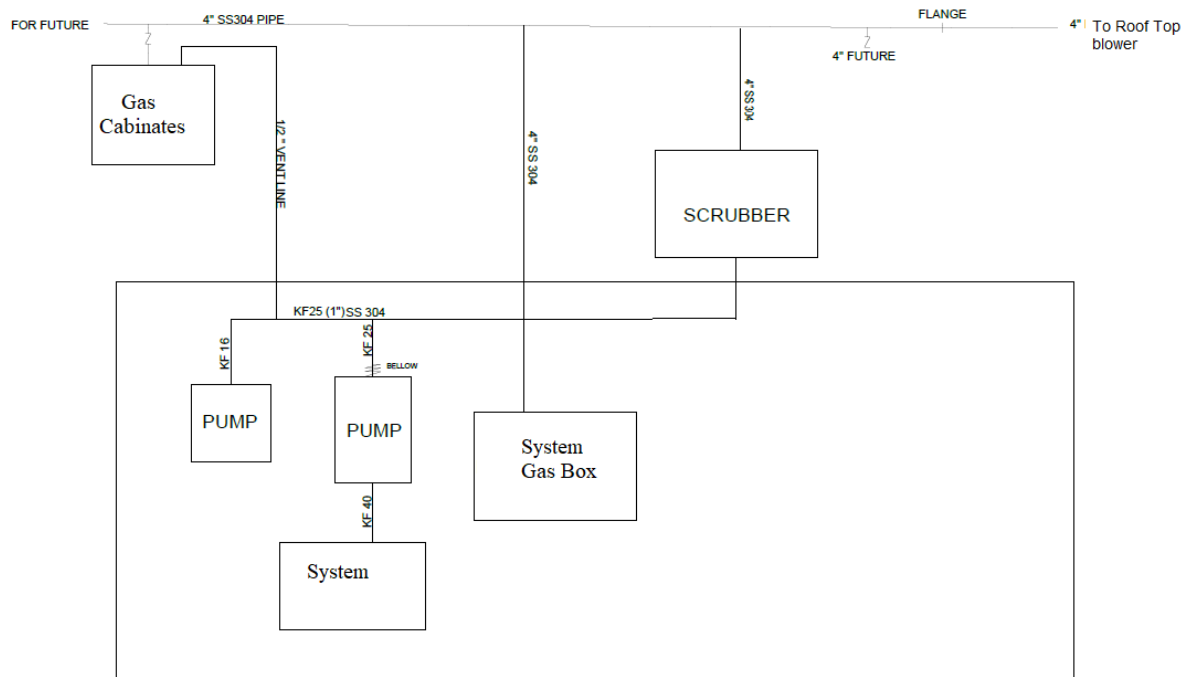 FOR FUTURE
4" SS304 PIPE
FLANGE
4"
To Roof Top
blower
4" FUTURE
Gas
Cabinates
1/2 " VENT LINE
4" SS 304
4" SS 304
SCRUBBER
KF25 (1") SS 304
KF 16
KF 25
BELLOW
PUMP
PUMP
System
Gas Box
KF 40
System